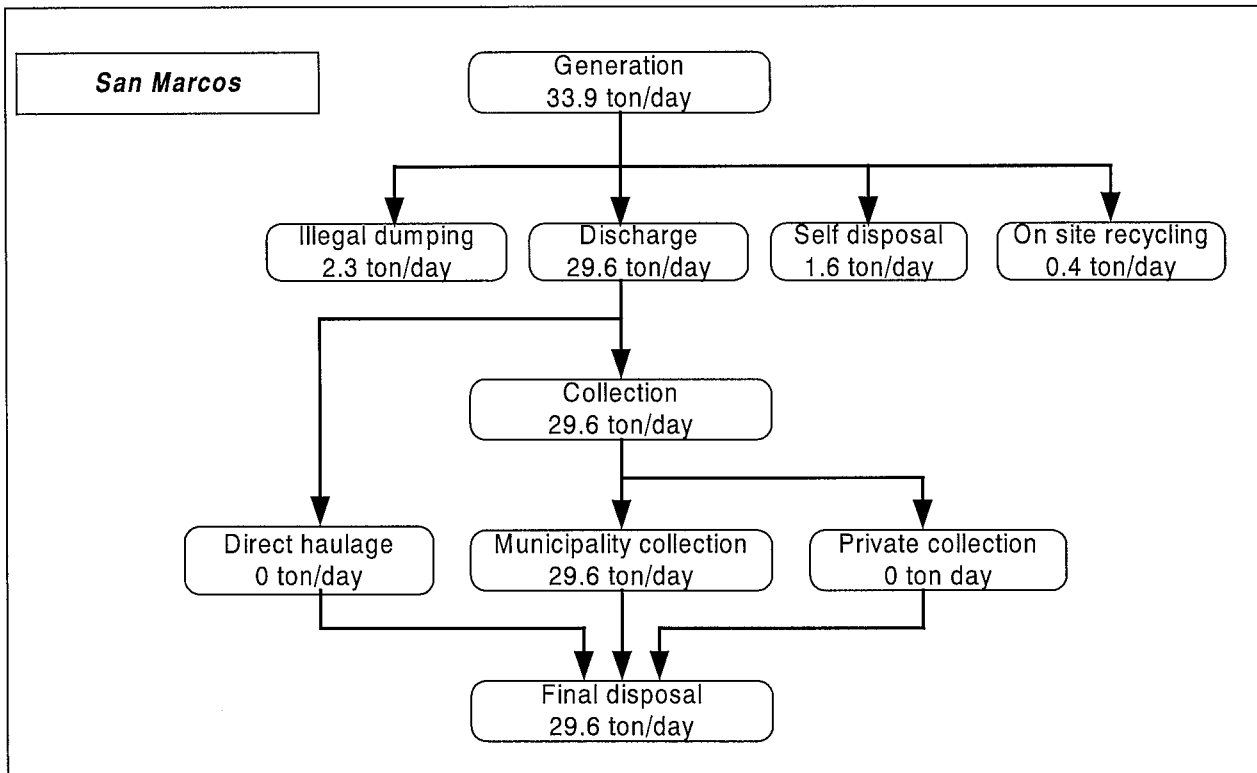 San Marcos
Generation
33.9 ton/day
Illegal dumping
2.3 ton/day
Discharge
29.6 ton/day
Self disposal
1.6 ton/day
On site recycling
0.4 ton/day
Collection
29.6 ton/day
Direct haulage
0 ton/day
Municipality collection
29.6 ton/day
Private collection
0 ton day
Final disposal
29.6 ton/day